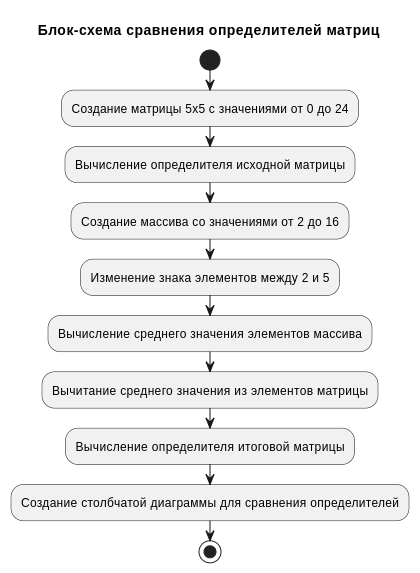 Блок-схема сравнения определителей матриц
Создание матрицы 5x5 с значениями от 0 до 24
Вычисление определителя исходной матрицы
Создание массива со значениями от 2 до 16
Изменение знака элементов между 2 и 5
Вычисление среднего значения элементов массива
Вычитание среднего значения из элементов матрицы
Вычисление определителя итоговой матрицы
Создание столбчатой диаграммы для сравнения определителей